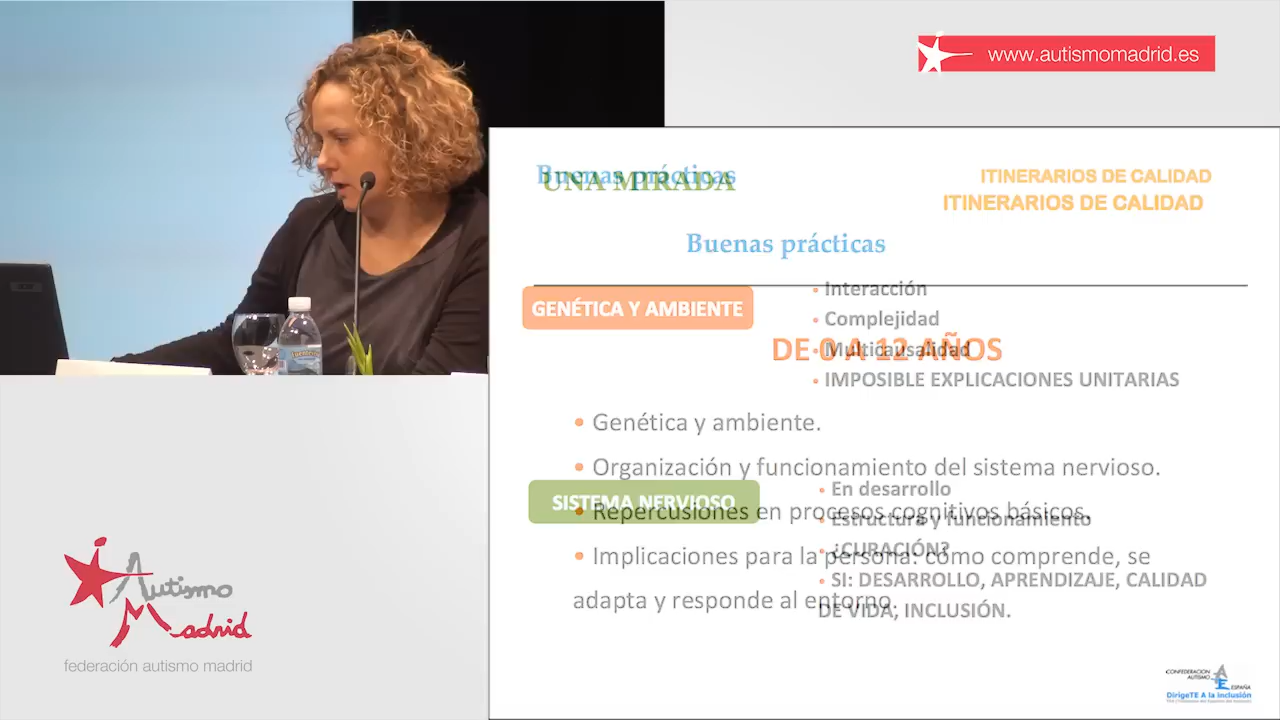 www.autismomadrid.es
Buenas prácticas
UNA MIRADA
ITINERARIOS DE CALIDAD
ITINERARIOS DE CALIDAD
Buenas prácticas
GENÉTICA Y AMBIENTE
• Interacción
• Complejidad
• Multicausalidad
DE 0 A 12 AÑOS
• IMPOSIBLE EXPLICACIONES UNITARIAS
• Genética y ambiente.
• Organización y funcionamiento del sistema nervioso.
SISTEMA NERVIOSO
• En desarrollo
• Repercusiones en procesos cognitivos básicos.
• Estructura y funcionamiento
• ¿CURACIÓN?
• Implicaciones para la persona: cómo comprende, se
adapta y responde al entorno.
• SI: DESARROLLO, APRENDIZAJE, CALIDAD
DE VIDA, INCLUSIÓN.
Autismo
Madrid
federación autismo madrid
CONFEDERACION
AUTISMO
ESPAÑA
DirigeTE A la Inclusión